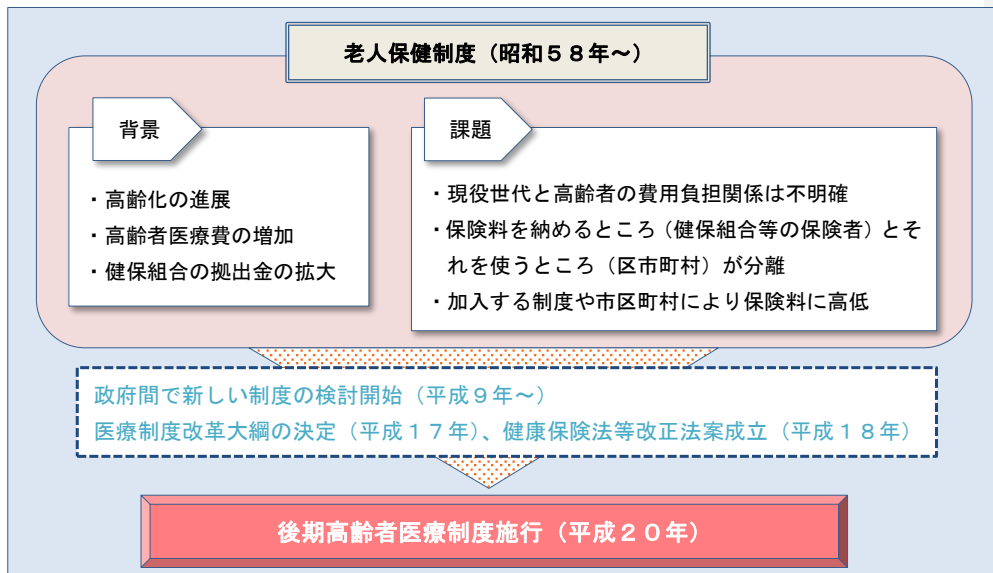 老人保健制度（昭和５８年～）
背景
・高齢化の進展
・高齢者医療費の増加
・健保組合の拠出金の拡大
課題
・現役世代と高齢者の費用負担関係は不明確
・保険料を納めるところ（健保組合等の保険者）とそ
れを使うところ（区市町村）が分離
・加入する制度や市区町村により保険料に高低
政府間で新しい制度の検討開始（平成９年～）
医療制度改革大綱の決定（平成１７年）、健康保険法等改正法案成立（平成１８年）
後期高齢者医療制度施行（平成２０年）